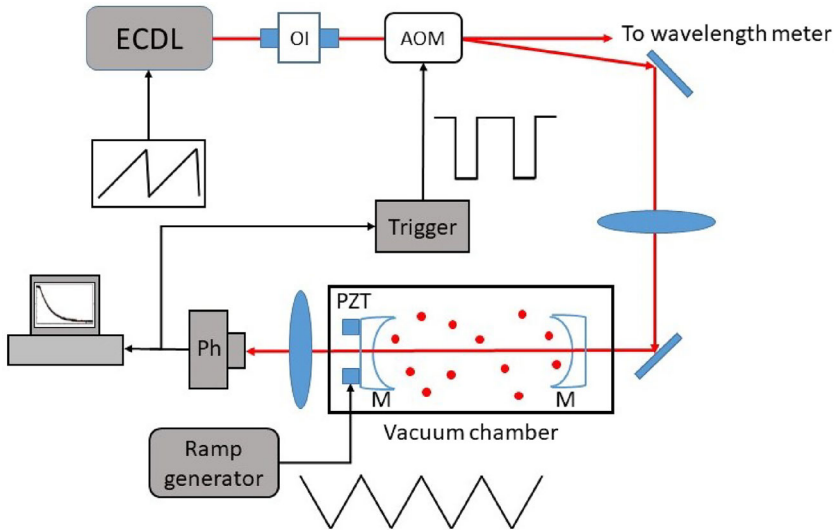 ECDL
OI
AOM
To wavelength meter
Trigger
PZT
Ph
M
M
Vacuum chamber
Ramp
generator